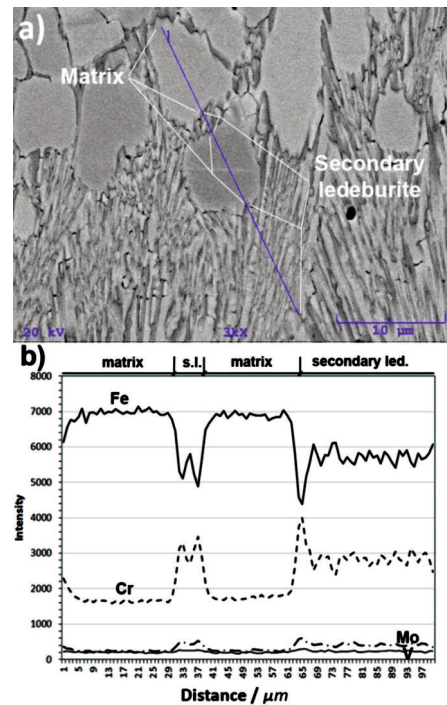 a)
Matrix
Secondary
ledeburite
20 kV 3kX 10 µm
b)
matrix s.l. matrix secondary led.
8000
7000
6000
5000
4000
3000
2000
1000
0
Fe
Cr
Mo
V
Intensity
1 5 9 13 17 21 25 29 33 37 41 45 49 53 57 61 65 69 73 77 81 85 89 93 97
Distance / µm